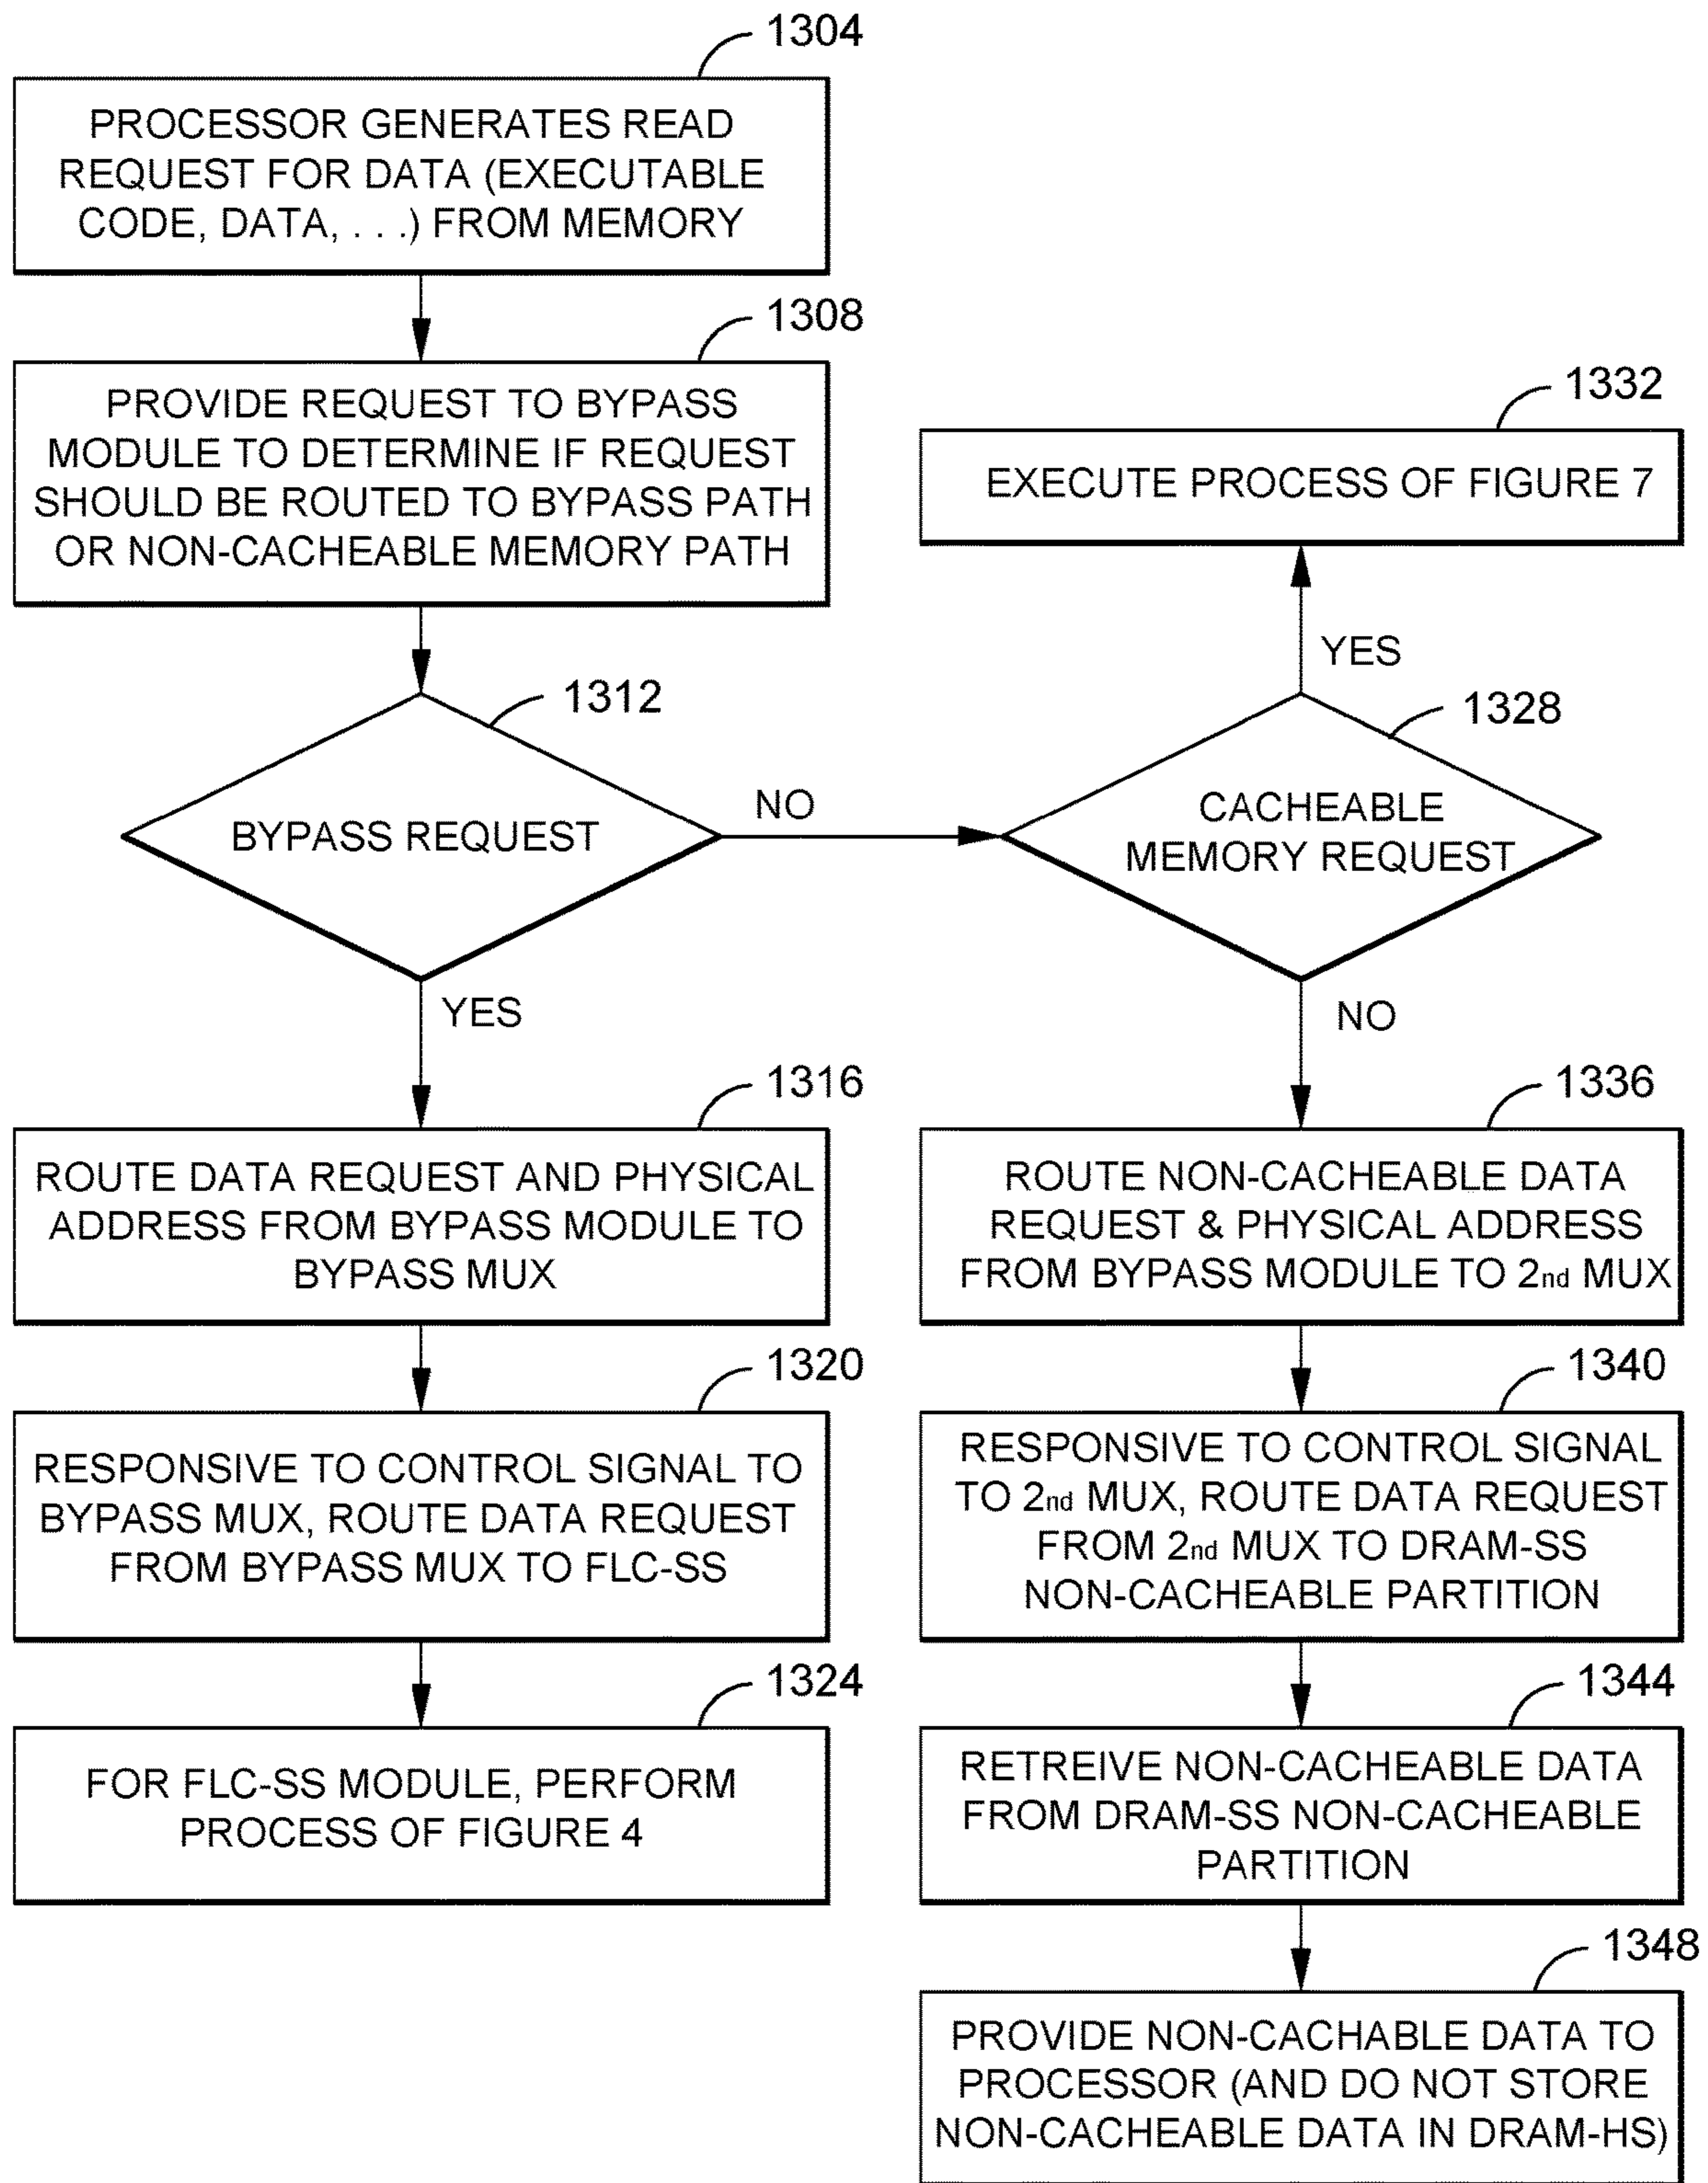 1304
PROCESSOR GENERATES READ
REQUEST FOR DATA (EXECUTABLE
CODE, DATA, . . .) FROM MEMORY
1308
PROVIDE REQUEST TO BYPASS
MODULE TO DETERMINE IF REQUEST
SHOULD BE ROUTED TO BYPASS PATH
OR NON-CACHEABLE MEMORY PATH
1312
BYPASS REQUEST
NO
YES
1316
ROUTE DATA REQUEST AND PHYSICAL
ADDRESS FROM BYPASS MODULE TO
BYPASS MUX
1320
RESPONSIVE TO CONTROL SIGNAL TO
BYPASS MUX, ROUTE DATA REQUEST
FROM BYPASS MUX TO FLC-SS
1324
FOR FLC-SS MODULE, PERFORM
PROCESS OF FIGURE 4
1332
EXECUTE PROCESS OF FIGURE 7
YES
1328
CACHEABLE
MEMORY REQUEST
NO
1336
ROUTE NON-CACHEABLE DATA
REQUEST & PHYSICAL ADDRESS
FROM BYPASS MODULE TO 2nd MUX
1340
RESPONSIVE TO CONTROL SIGNAL
TO 2nd MUX, ROUTE DATA REQUEST
FROM 2nd MUX TO DRAM-SS
NON-CACHEABLE PARTITION
1344
RETREIVE NON-CACHEABLE DATA
FROM DRAM-SS NON-CACHEABLE
PARTITION
1348
PROVIDE NON-CACHABLE DATA TO
PROCESSOR (AND DO NOT STORE
NON-CACHEABLE DATA IN DRAM-HS)